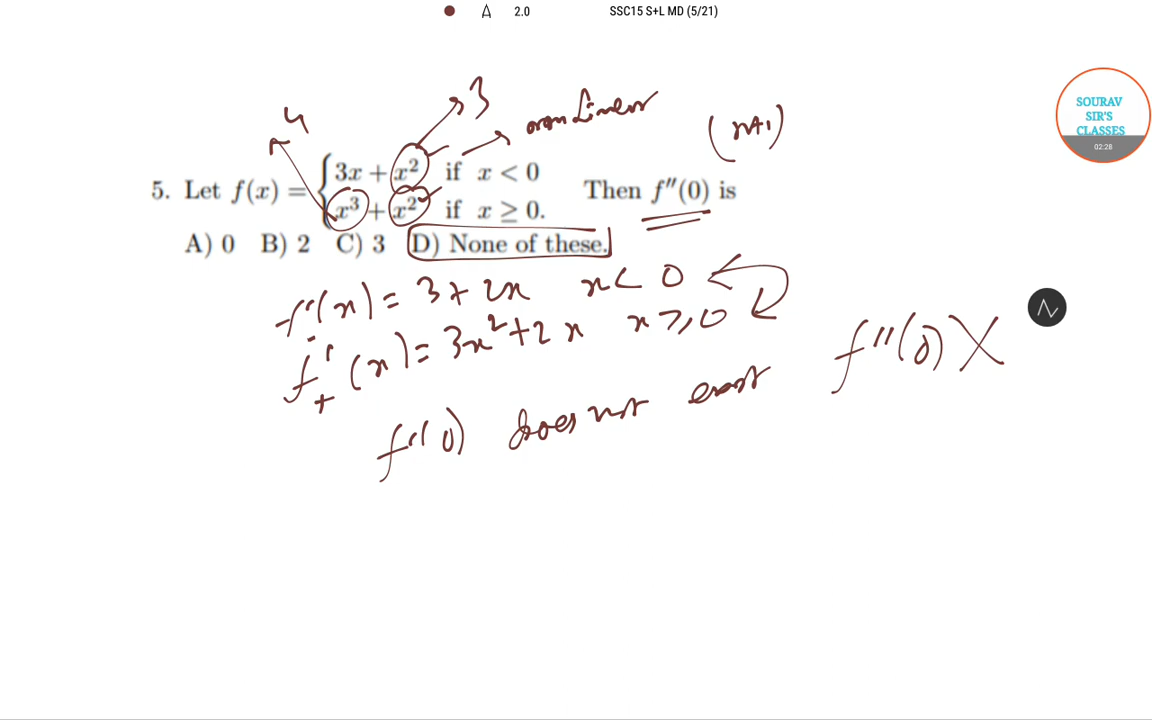 2.0 SSC15 S+L MD (5/21)
SOURAV
SIR'S
CLASSES
02:28
4 3 non linear (n+1)
5. Let f(x) = { 3x + x² if x < 0
x³ + x² if x ≥ 0. Then f''(0) is
A) 0 B) 2 C) 3 D) None of these.
f'₋(x) = 3 + 2x x < 0
f'₊(x) = 3x² + 2x x ≥ 0
f''(0) X
f'(0) does not exist